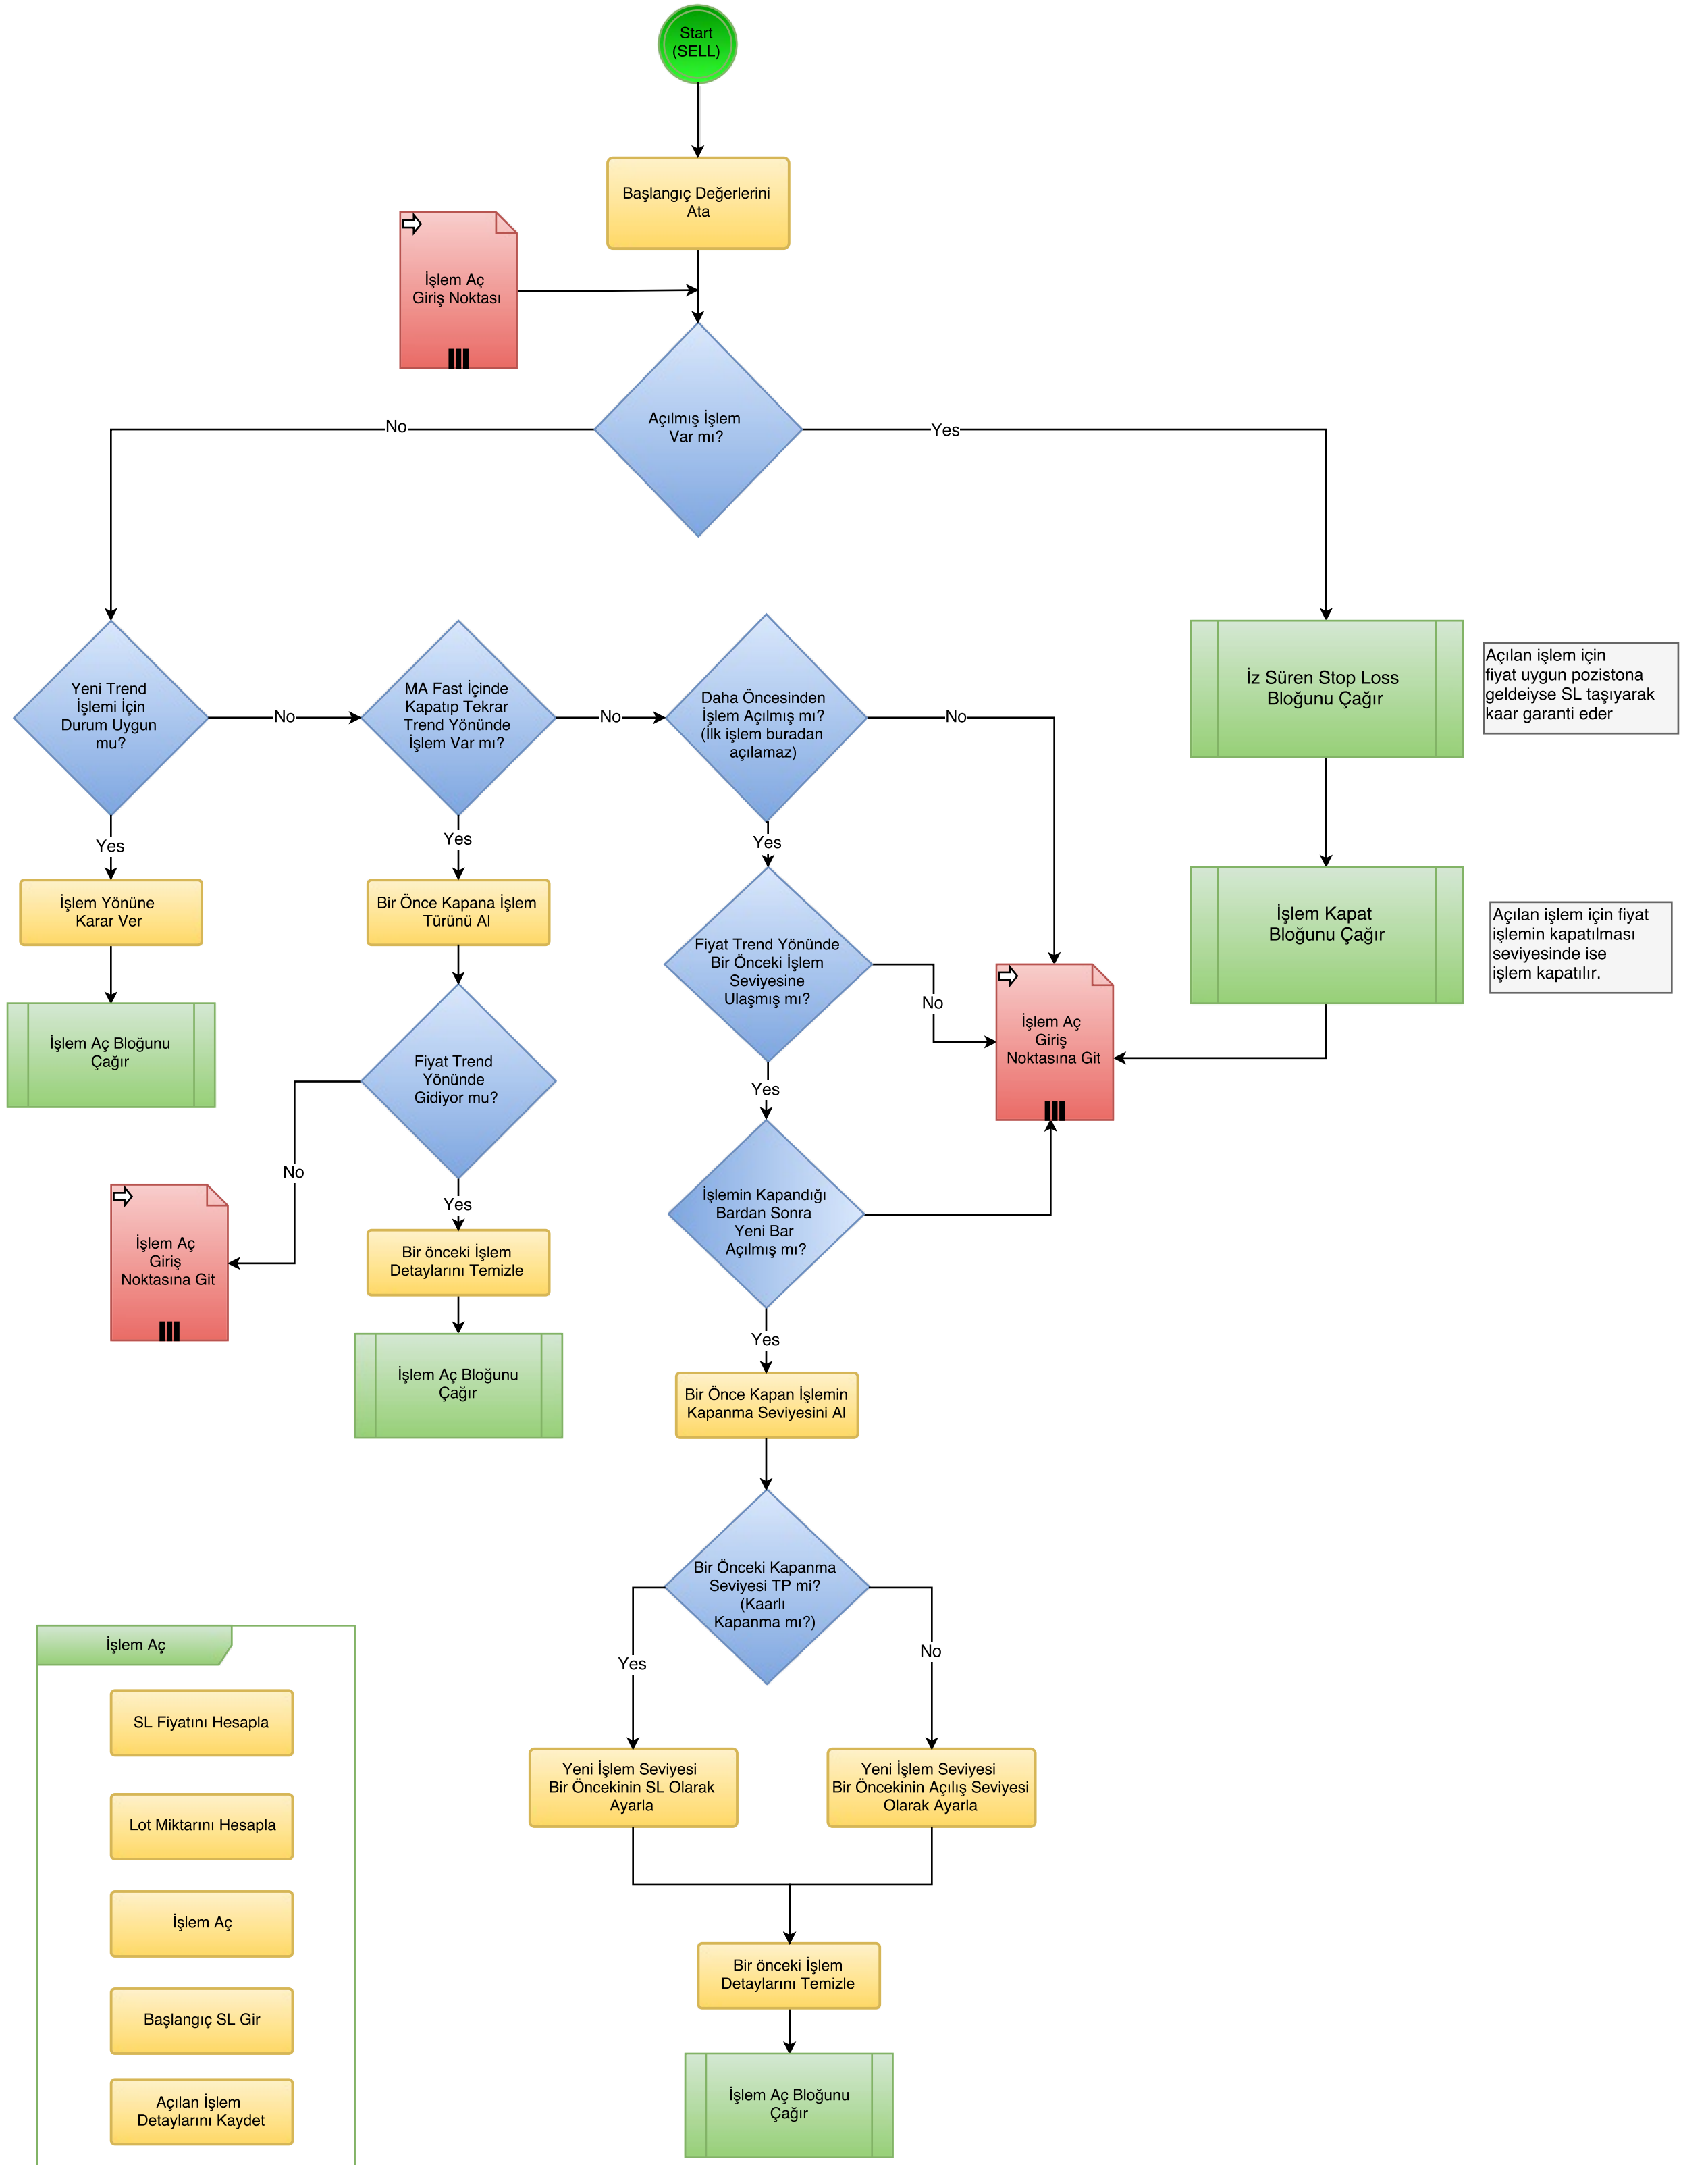 Start
(SELL)
Başlangıç Değerlerini
Ata
İşlem Aç
Giriş Noktası
Açılmış İşlem
Var mı?
No
Yes
Yeni Trend
İşlemi İçin
Durum Uygun
mu?
No
MA Fast İçinde
Kapatıp Tekrar
Trend Yönünde
İşlem Var mı?
No
Daha Öncesinden
İşlem Açılmış mı?
(İlk işlem buradan
açılamaz)
No
İz Süren Stop Loss
Bloğunu Çağır
Açılan işlem için
fiyat uygun pozistona
geldeiyse SL taşıyarak
kaar garanti eder
Yes
Yes
Yes
İşlem Yönüne
Karar Ver
Bir Önce Kapana İşlem
Türünü Al
Fiyat Trend Yönünde
Bir Önceki İşlem
Seviyesine
Ulaşmış mı?
No
İşlem Kapat
Bloğunu Çağır
Açılan işlem için fiyat
işlemin kapatılması
seviyesinde ise
işlem kapatılır.
İşlem Aç Bloğunu
Çağır
Fiyat Trend
Yönünde
Gidiyor mu?
İşlem Aç
Giriş
Noktasına Git
Yes
No
Yes
İşlem Aç
Giriş
Noktasına Git
İşlemin Kapandığı
Bardan Sonra
Yeni Bar
Açılmış mı?
Bir önceki İşlem
Detaylarını Temizle
Yes
İşlem Aç Bloğunu
Çağır
Bir Önce Kapan İşlemin
Kapanma Seviyesini Al
Bir Önceki Kapanma
Seviyesi TP mi?
(Kaarlı
Kapanma mı?)
Yes
No
Yeni İşlem Seviyesi
Bir Öncekinin SL Olarak
Ayarla
Yeni İşlem Seviyesi
Bir Öncekinin Açılış Seviyesi
Olarak Ayarla
Bir önceki İşlem
Detaylarını Temizle
İşlem Aç Bloğunu
Çağır
İşlem Aç
SL Fiyatını Hesapla
Lot Miktarını Hesapla
İşlem Aç
Başlangıç SL Gir
Açılan İşlem
Detaylarını Kaydet